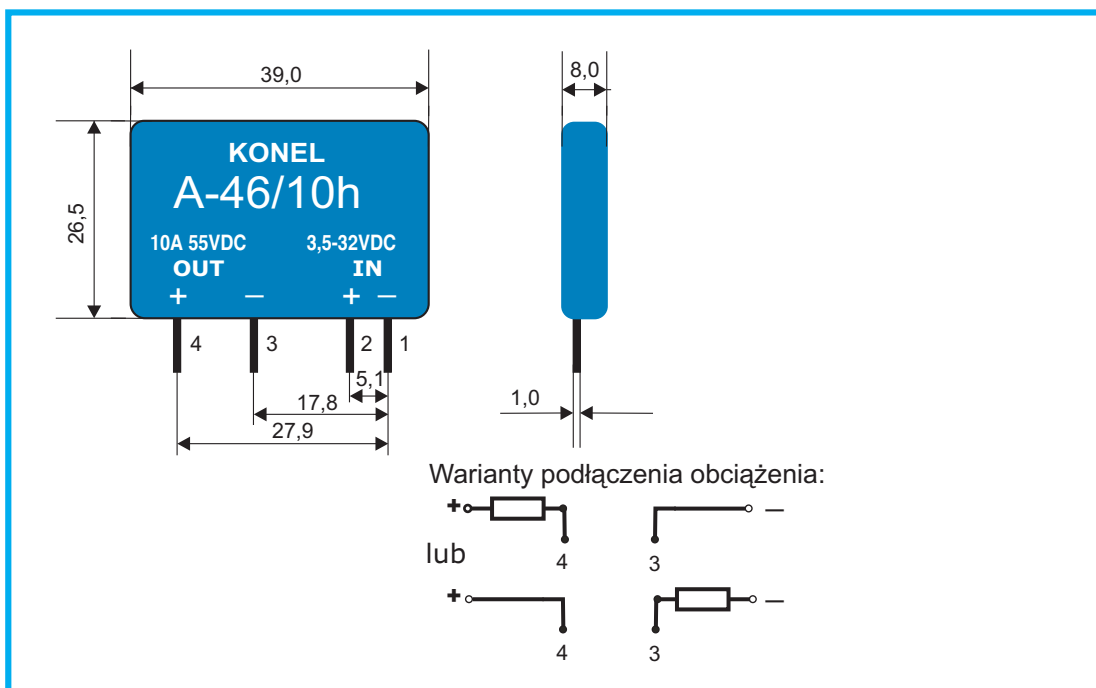 39,0
8,0
26,5
KONEL
A-46/10h
10A 55VDC 3,5-32VDC
OUT IN
+ — + —
4 3 2 1
5,1
17,8
27,9
1,0
Warianty podłączenia obciążenia:
+ —
4 3
lub
+ —
4 3